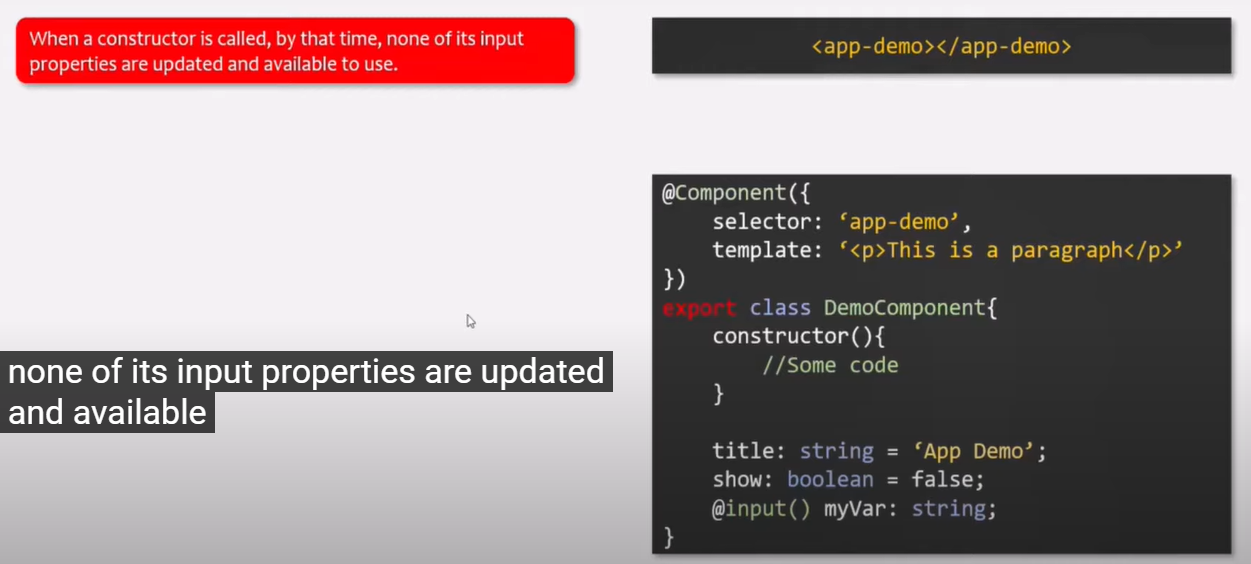 When a constructor is called, by that time, none of its input
properties are updated and available to use.
<app-demo></app-demo>
@Component({
selector: ‘app-demo’,
template: ‘<p>This is a paragraph</p>’
})
export class DemoComponent{
constructor(){
//Some code
}
title: string = ‘App Demo’;
show: boolean = false;
@input() myVar: string;
}
none of its input properties are updated
and available